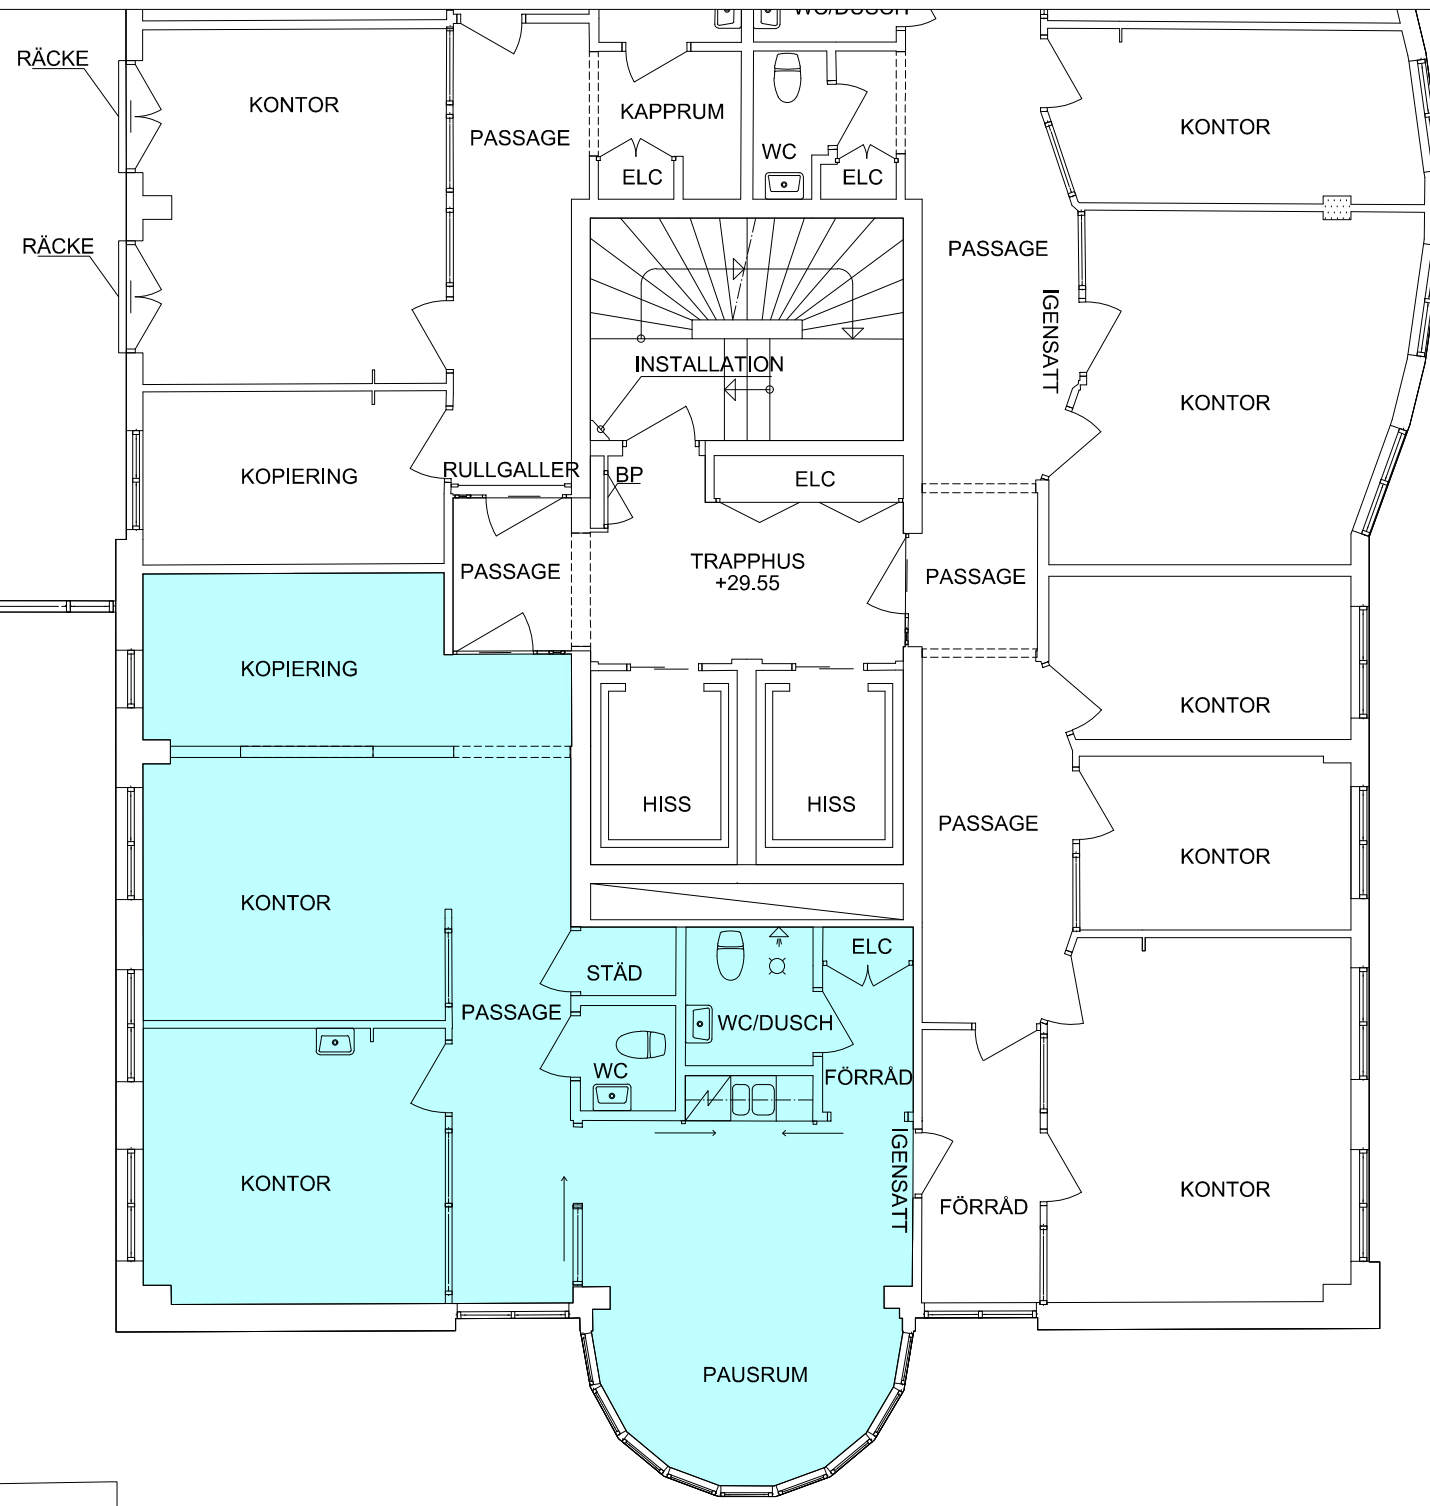 WC/DUSCH
RÄCKE
KONTOR
PASSAGE
KAPPRUM
WC
KONTOR
ELC
ELC
RÄCKE
PASSAGE
IGENSATT
INSTALLATION
KONTOR
KOPIERING
RULLGALLER
BP
ELC
PASSAGE
TRAPPHUS
+29.55
PASSAGE
KOPIERING
KONTOR
HISS
HISS
PASSAGE
KONTOR
KONTOR
STÄD
ELC
PASSAGE
WC/DUSCH
WC
FÖRRÅD
IGENSATT
KONTOR
FÖRRÅD
KONTOR
PAUSRUM